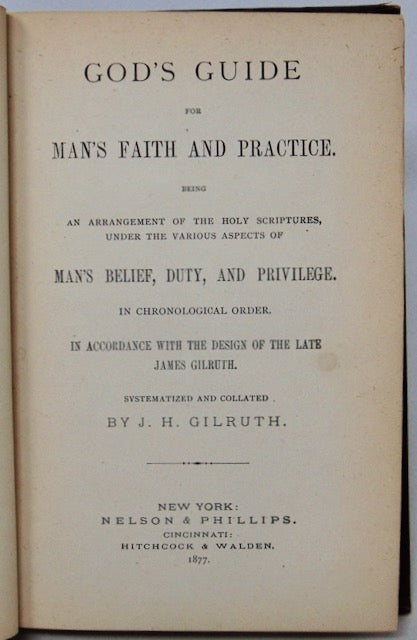 GOD'S GUIDE
FOR
MAN'S FAITH AND PRACTICE.
BEING
AN ARRANGEMENT OF THE HOLY SCRIPTURES,
UNDER THE VARIOUS ASPECTS OF
MAN'S BELIEF, DUTY, AND PRIVILEGE.
IN CHRONOLOGICAL ORDER.
IN ACCORDANCE WITH THE DESIGN OF THE LATE
JAMES GILRUTH.
SYSTEMATIZED AND COLLATED
BY J. H. GILRUTH.
NEW YORK:
NELSON & PHILLIPS.
CINCINNATI:
HITCHCOCK & WALDEN.
1877.